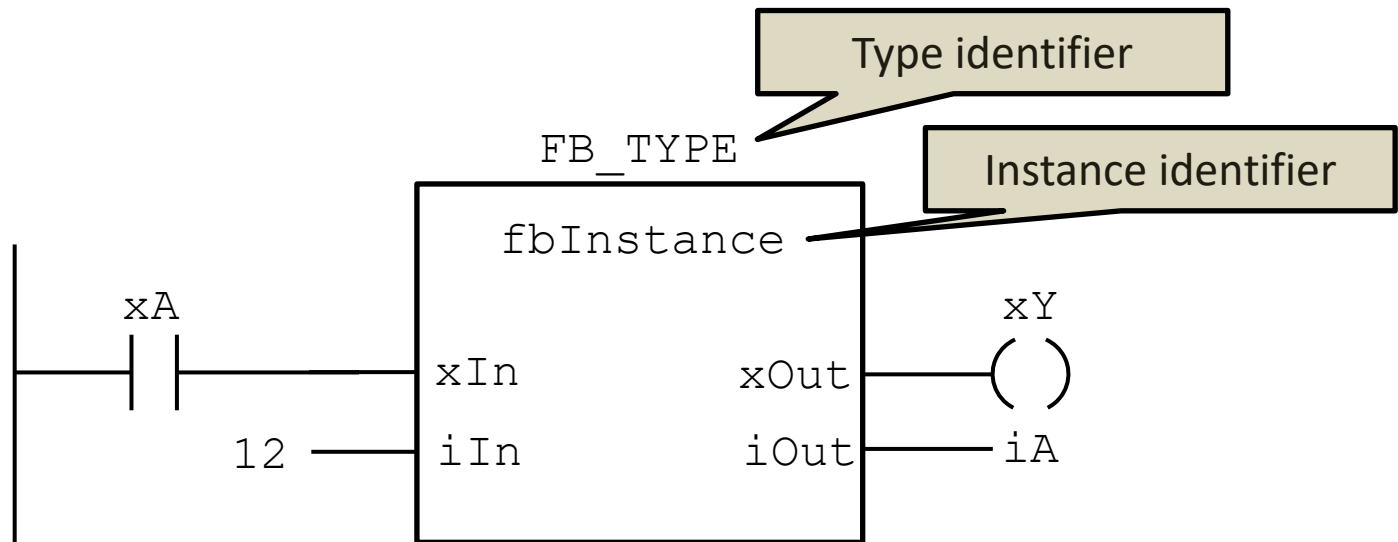 Type identifier
FB_TYPE
Instance identifier
fbInstance
xA
xY
xIn
xOut
12
iIn
iOut
iA